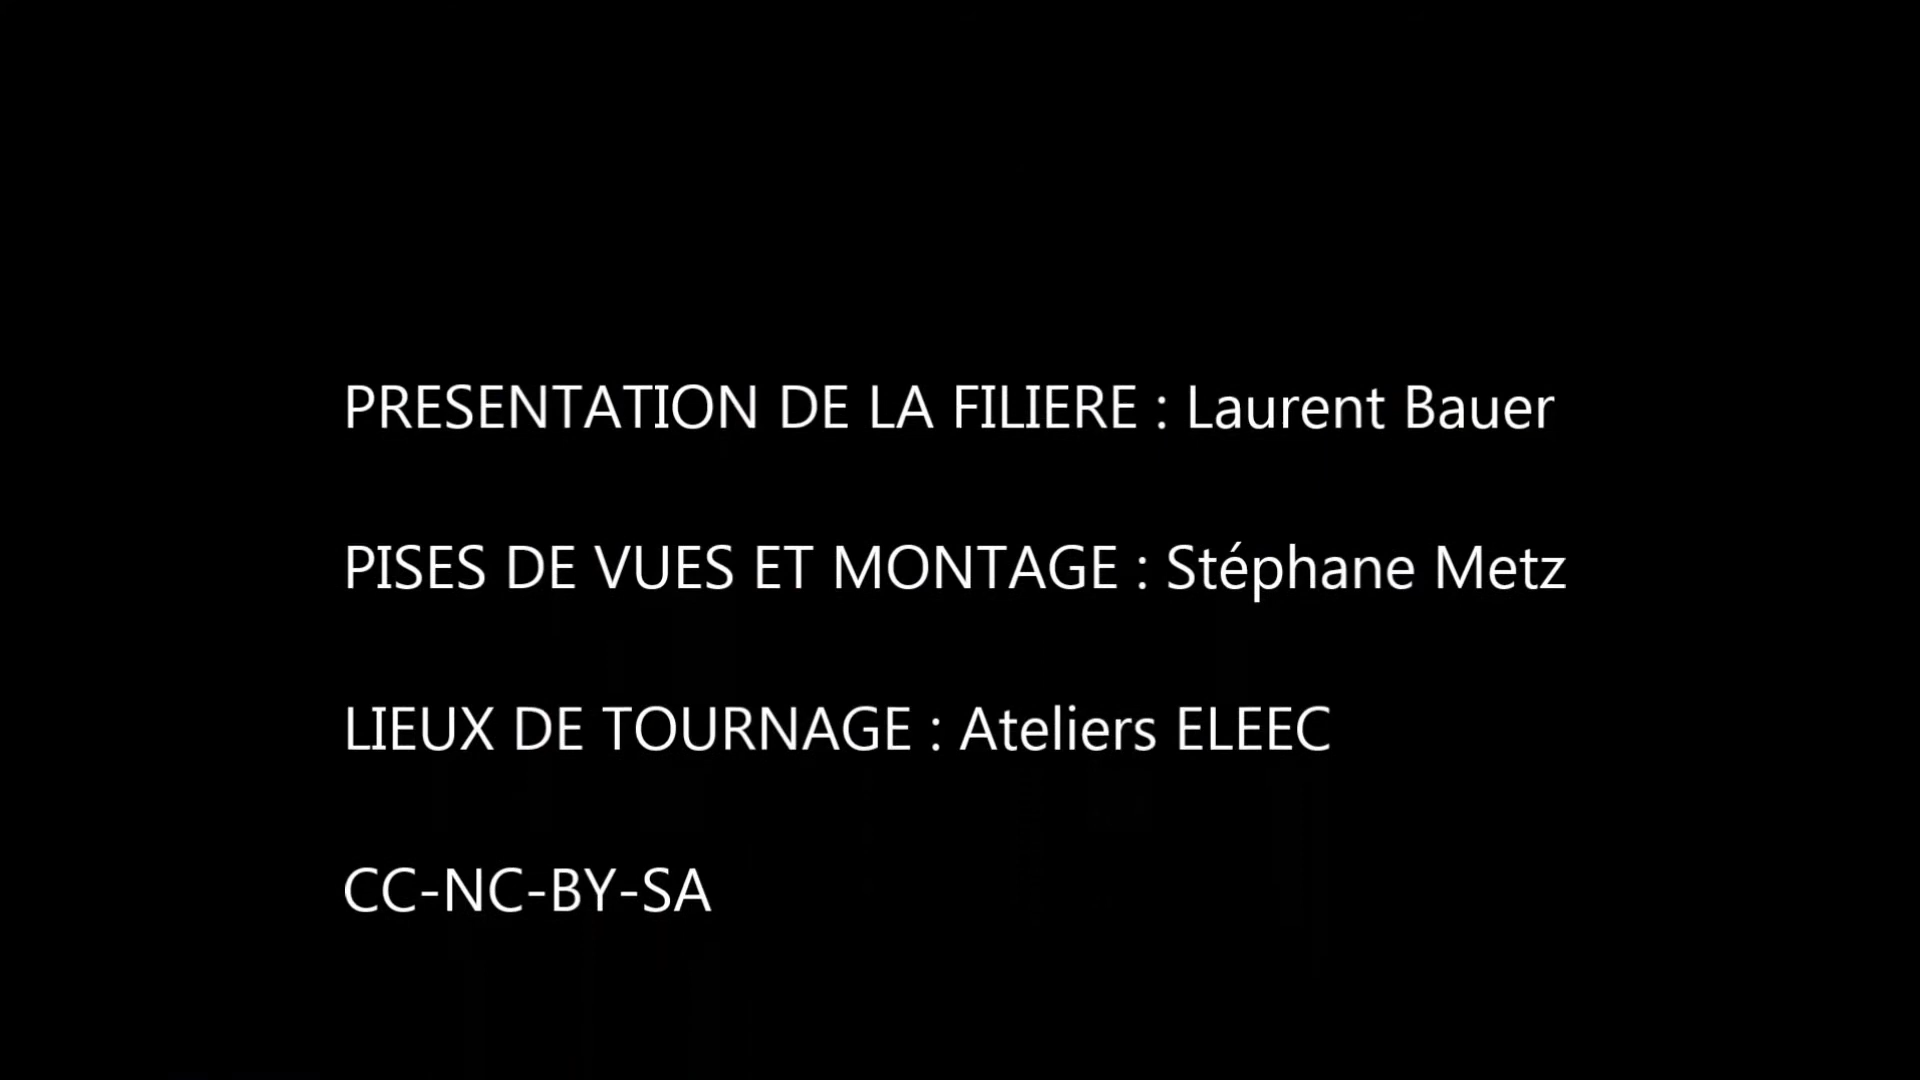 PRESENTATION DE LA FILIERE : Laurent Bauer
PISES DE VUES ET MONTAGE : Stéphane Metz
LIEUX DE TOURNAGE : Ateliers ELEEC
CC-NC-BY-SA